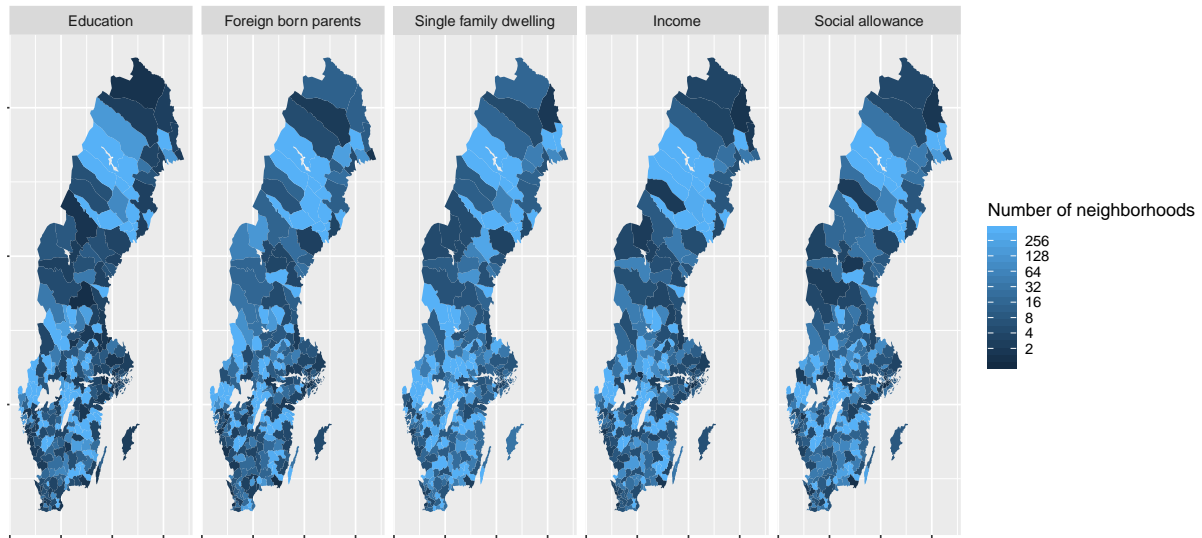 Education
Foreign born parents
Single family dwelling
Income
Social allowance
Number of neighborhoods
256
128
64
32
16
8
4
2